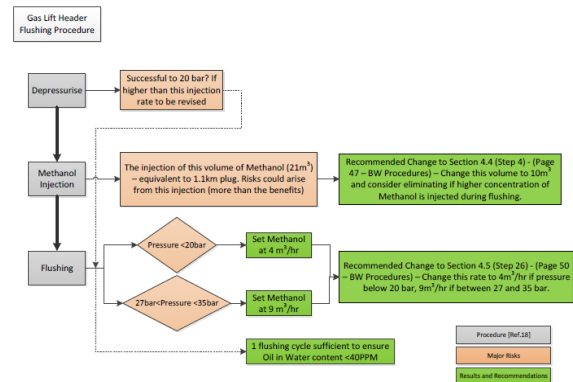 Gas Lift Header
Flushing Procedure
Depressurise
Successful to 20 bar? If
higher than this injection
rate to be revised
Methanol
Injection
The injection of this volume of Methanol (21m³)
– equivalent to 1.1km plug. Risks could arise
from this injection (more than the benefits)
Recommended Change to Section 4.4 (Step 4) - (Page
47 – BW Procedures) – Change this volume to 10m³
and consider eliminating if higher concentration of
Methanol is injected during flushing.
Flushing
Pressure <20bar
Set Methanol
at 4 m³/hr
27bar<Pressure <35bar
Set Methanol
at 9 m³/hr
Recommended Change to Section 4.5 (Step 26) - (Page 50
– BW Procedures) – Change this rate to 4m³/hr if pressure
below 20 bar, 9m³/hr if between 27 and 35 bar.
1 flushing cycle sufficient to ensure
Oil in Water content <40PPM
Procedure [Ref.18]
Major Risks
Results and Recommendations